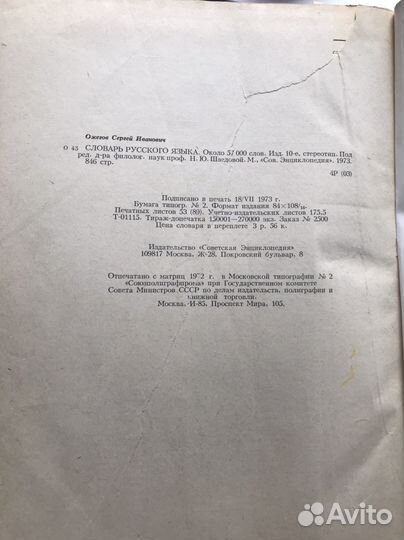 Ожегов Сергей Иванович
О 45 СЛОВАРЬ РУССКОГО ЯЗЫКА. Около 57 000 слов. Изд. 10-е, стереотип. Под
ред. д-ра филолог. наук проф. Н. Ю. Шведовой. М., «Сов. Энциклопедия», 1973.
846 стр.
4Р (03)
Подписано в печать 18/VII 1973 г.
Бумага типогр. № 2. Формат издания 84×108/₁₆.
Печатных листов 53 (89). Учетно-издательских листов 175.5
Т-01115. Тираж-допечатка 150001—270000 экз. Заказ № 2500
Цена словаря в переплете 3 р. 56 к.
Издательство «Советская Энциклопедия»
109817 Москва, Ж-28, Покровский бульвар, 8
Отпечатано с матриц 1972 г. в Московской типографии № 2
«Союзполиграфпрома» при Государственном комитете
Совета Министров СССР по делам издательств, полиграфии и
книжной торговли.
Москва, И-85, Проспект Мира, 105.
Avito